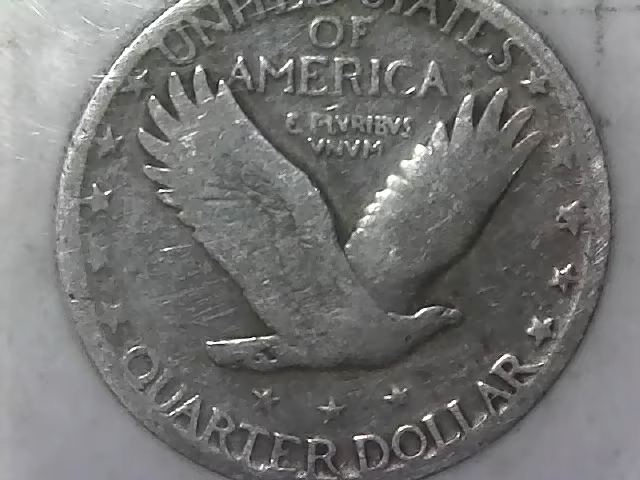 UNITED STATES
OF
AMERICA
E PLURIBUS
UNUM
QUARTER DOLLAR